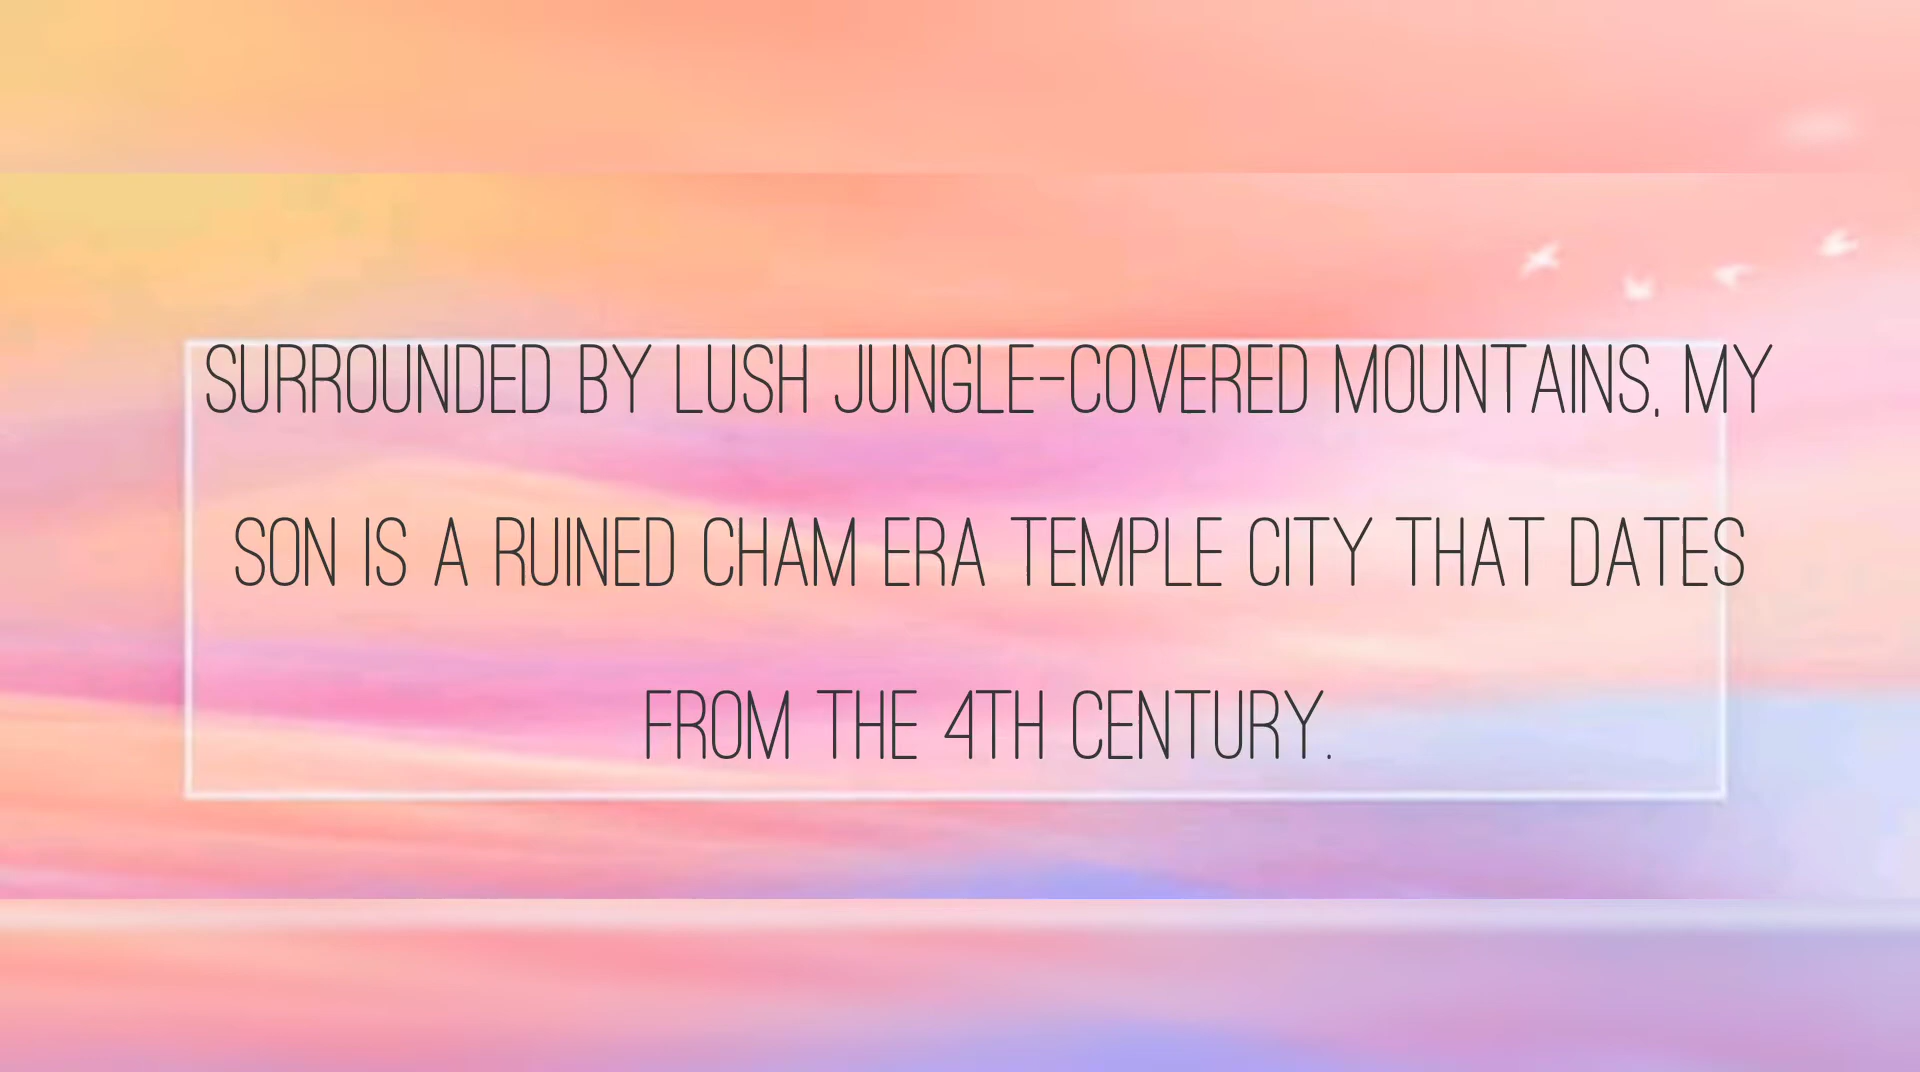 SURROUNDED BY LUSH JUNGLE-COVERED MOUNTAINS, MY
SON IS A RUINED CHAM ERA TEMPLE CITY THAT DATES
FROM THE 4TH CENTURY.